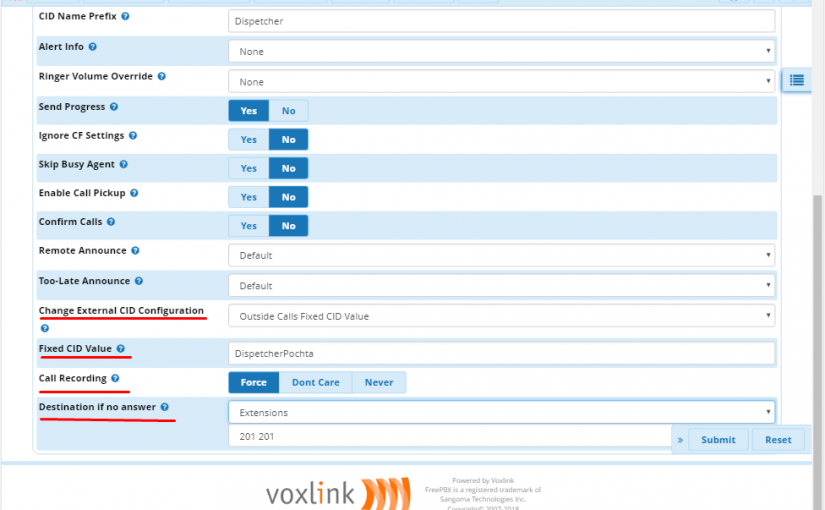 CID Name Prefix
Dispetcher
Alert Info
None
Ringer Volume Override
None
Send Progress
Yes No
Ignore CF Settings
Yes No
Skip Busy Agent
Yes No
Enable Call Pickup
Yes No
Confirm Calls
Yes No
Remote Announce
Default
Too-Late Announce
Default
Change External CID Configuration
Outside Calls Fixed CID Value
Fixed CID Value
DispetcherPochta
Call Recording
Force Dont Care Never
Destination if no answer
Extensions
201 201
» Submit Reset
voxlink
Powered by Voxlink
FreePBX is a registered trademark of
Sangoma Technologies Inc.
Copyright© 2007-2018